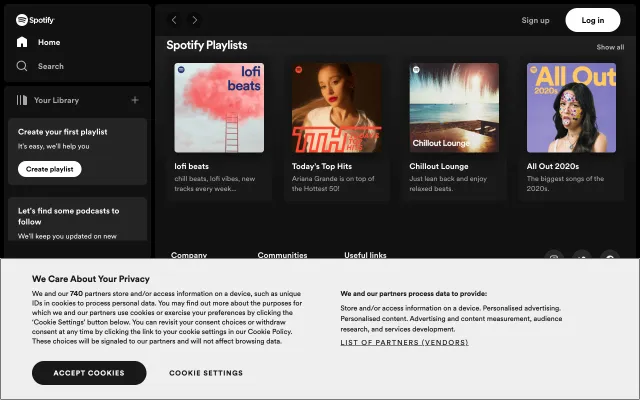 Spotify
Home
Search
Your Library
Create your first playlist
It's easy, we'll help you
Create playlist
Let's find some podcasts to
follow
We'll keep you updated on new
Sign up
Log in
Spotify Playlists
Show all
lofi
beats
lofi beats
chill beats, lofi vibes, new
tracks every week...
TTH
Today's Top Hits
Ariana Grande is on top of
the Hottest 50!
Chillout Lounge
Chillout Lounge
Just lean back and enjoy
relaxed beats.
All Out
2020s
All Out 2020s
The biggest songs of the
2020s.
Company
Communities
Useful links
We Care About Your Privacy
We and our 740 partners store and/or access information on a device, such as unique
IDs in cookies to process personal data. You may find out more about the purposes for
which we and our partners use cookies or exercise your preferences by clicking the
'Cookie Settings' button below. You can revisit your consent choices or withdraw
consent at any time by clicking the link to your cookie settings in our Cookie Policy.
These choices will be signaled to our partners and will not affect browsing data.
We and our partners process data to provide:
Store and/or access information on a device. Personalised advertising.
Personalised content. Advertising and content measurement, audience
research, and services development.
LIST OF PARTNERS (VENDORS)
ACCEPT COOKIES
COOKIE SETTINGS